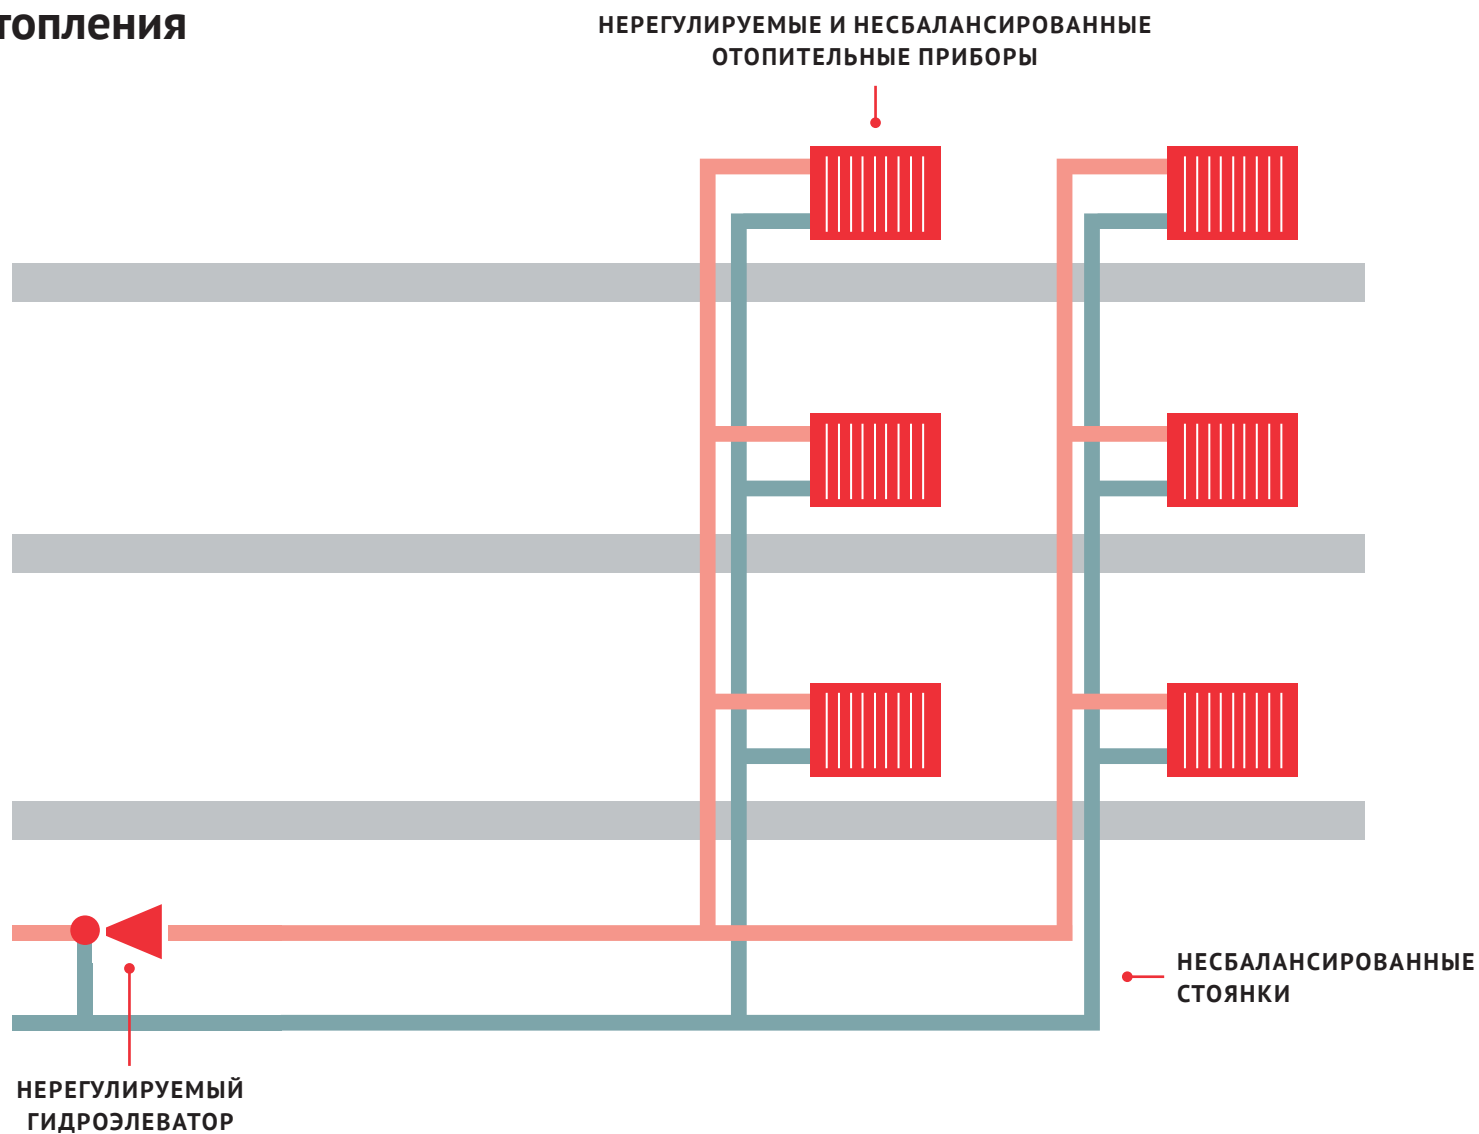 топления
НЕРЕГУЛИРУЕМЫЕ И НЕСБАЛАНСИРОВАННЫЕ
ОТОПИТЕЛЬНЫЕ ПРИБОРЫ
НЕСБАЛАНСИРОВАННЫЕ
СТОЯНКИ
НЕРЕГУЛИРУЕМЫЙ
ГИДРОЭЛЕВАТОР